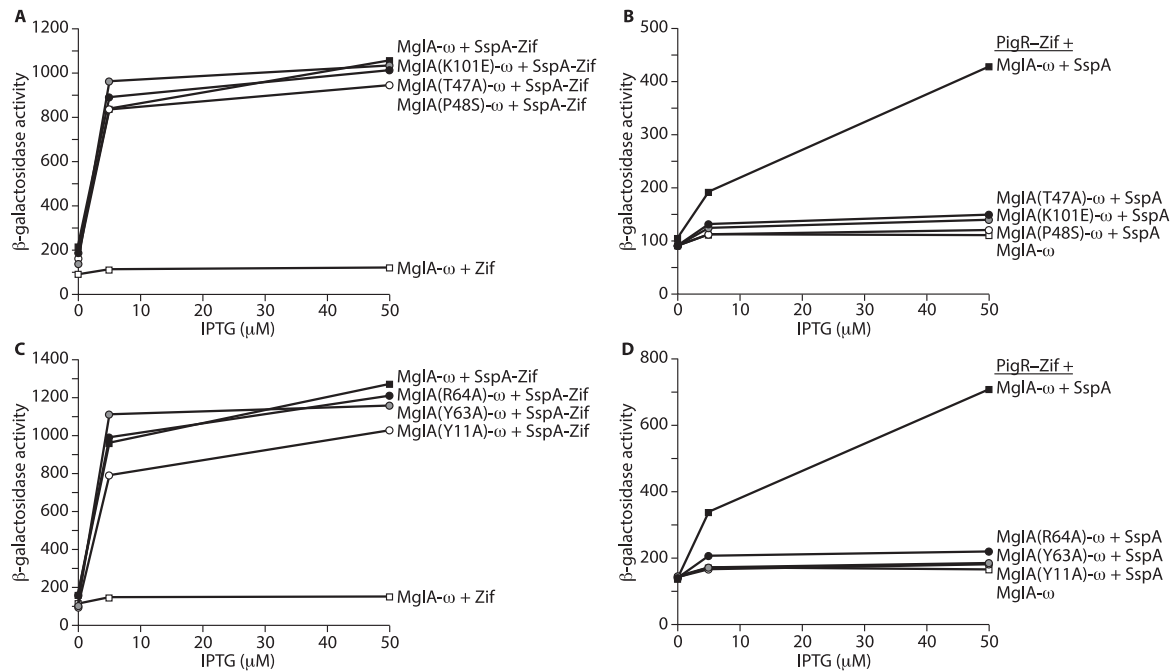 A
1200
1000
800
600
400
200
0
β-galactosidase activity
0 10 20 30 40 50
IPTG (μM)
MglA-ω + SspA-Zif
MglA(K101E)-ω + SspA-Zif
MglA(T47A)-ω + SspA-Zif
MglA(P48S)-ω + SspA-Zif
MglA-ω + Zif
B
500
450
400
350
300
250
200
150
100
50
0
β-galactosidase activity
0 10 20 30 40 50
IPTG (μM)
PigR–Zif +
MglA-ω + SspA
MglA(T47A)-ω + SspA
MglA(K101E)-ω + SspA
MglA(P48S)-ω + SspA
MglA-ω
C
1400
1200
1000
800
600
400
200
0
β-galactosidase activity
0 10 20 30 40 50
IPTG (μM)
MglA-ω + SspA-Zif
MglA(R64A)-ω + SspA-Zif
MglA(Y63A)-ω + SspA-Zif
MglA(Y11A)-ω + SspA-Zif
MglA-ω + Zif
D
800
600
400
200
0
β-galactosidase activity
0 10 20 30 40 50
IPTG (μM)
PigR–Zif +
MglA-ω + SspA
MglA(R64A)-ω + SspA
MglA(Y63A)-ω + SspA
MglA(Y11A)-ω + SspA
MglA-ω